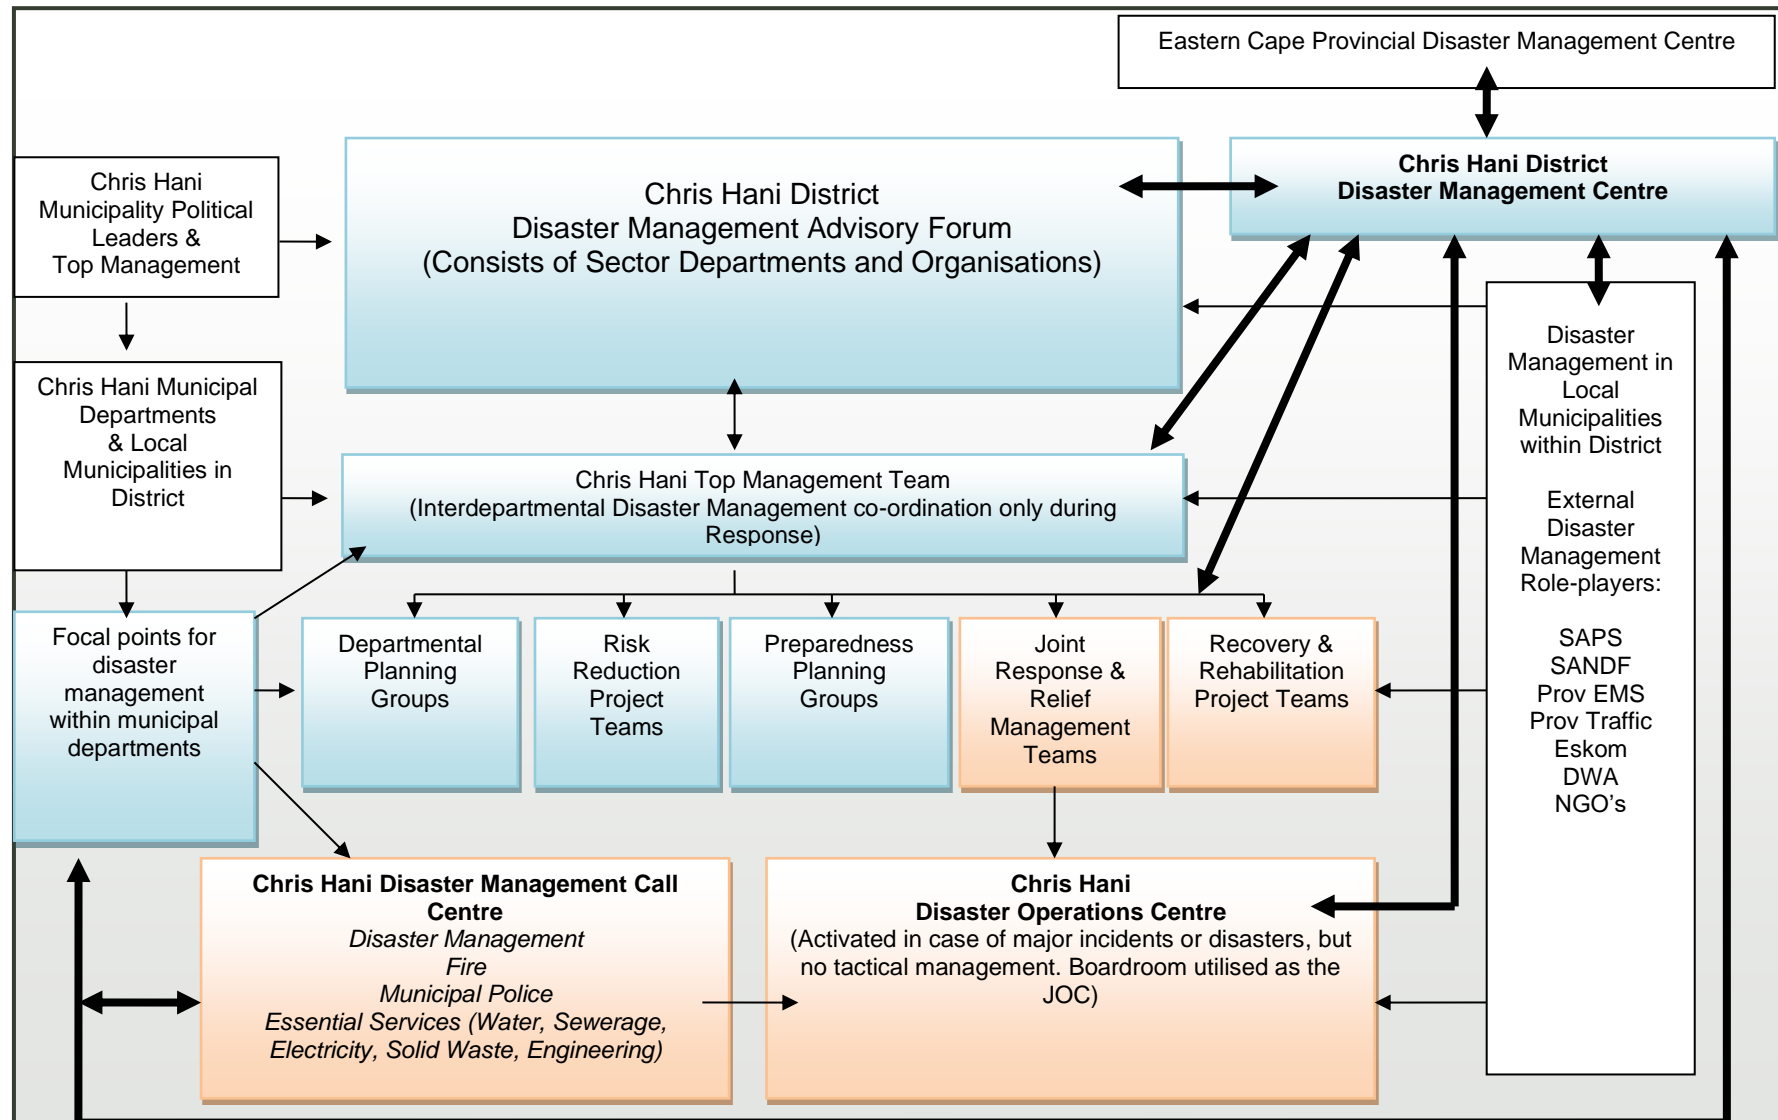 Eastern Cape Provincial Disaster Management Centre
Chris Hani District
Disaster Management Centre
Chris Hani
Municipality Political
Leaders &
Top Management
Chris Hani District
Disaster Management Advisory Forum
(Consists of Sector Departments and Organisations)
Chris Hani Municipal
Departments
& Local
Municipalities in
District
Chris Hani Top Management Team
(Interdepartmental Disaster Management co-ordination only during
Response)
Disaster
Management in
Local
Municipalities
within District
External
Disaster
Management
Role-players:
SAPS
SANDF
Prov EMS
Prov Traffic
Eskom
DWA
NGO’s
Focal points for
disaster
management
within municipal
departments
Departmental
Planning
Groups
Risk
Reduction
Project
Teams
Preparedness
Planning
Groups
Joint
Response &
Relief
Management
Teams
Recovery &
Rehabilitation
Project Teams
Chris Hani Disaster Management Call
Centre
Disaster Management
Fire
Municipal Police
Essential Services (Water, Sewerage,
Electricity, Solid Waste, Engineering)
Chris Hani
Disaster Operations Centre
(Activated in case of major incidents or disasters, but
no tactical management. Boardroom utilised as the
JOC)